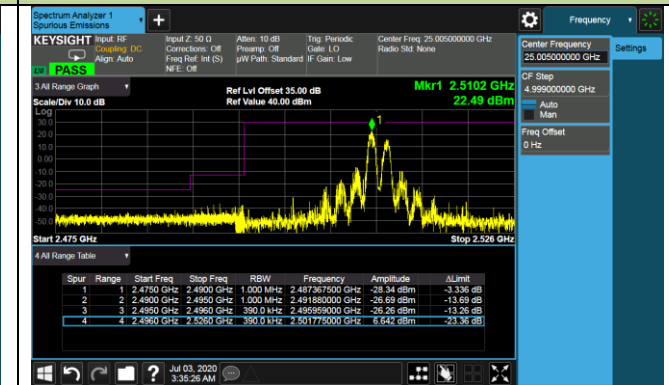 Spectrum Analyzer 1
Spurious Emissions
Frequency
KEYSIGHT
Input: RF
Coupling: DC
Align: Auto
Input Z: 50 Ω
Corrections: Off
Freq Ref: Int (S)
NFE: Off
Atten: 10 dB
Preamp: Off
µW Path: Standard
Trig: Periodic
Gate: LO
IF Gain: Low
Center Freq: 25.005000000 GHz
Radio Std: None
PASS
Center Frequency
25.005000000 GHz
Settings
CF Step
4.999000000 GHz
Auto
Man
Freq Offset
0 Hz
3 All Range Graph
Ref Lvl Offset 35.00 dB
Mkr1 2.5102 GHz
Scale/Div 10.0 dB
Ref Value 40.00 dBm
22.49 dBm
Log
30.0
20.0
10.0
0.00
-10.0
-20.0
-30.0
-40.0
-50.0
1
Start 2.475 GHz
Stop 2.526 GHz
4 All Range Table
Spur Range Start Freq Stop Freq RBW Frequency Amplitude ΔLimit
1 1 2.4750 GHz 2.4900 GHz 1.000 MHz 2.487367500 GHz -28.34 dBm -3.336 dB
2 2 2.4900 GHz 2.4950 GHz 1.000 MHz 2.491880000 GHz -26.69 dBm -13.69 dB
3 3 2.4950 GHz 2.4960 GHz 390.0 kHz 2.495959000 GHz -26.26 dBm -13.26 dB
4 4 2.4960 GHz 2.5260 GHz 390.0 kHz 2.501775000 GHz 6.642 dBm -23.36 dB
Jul 03, 2020
3:35:26 AM